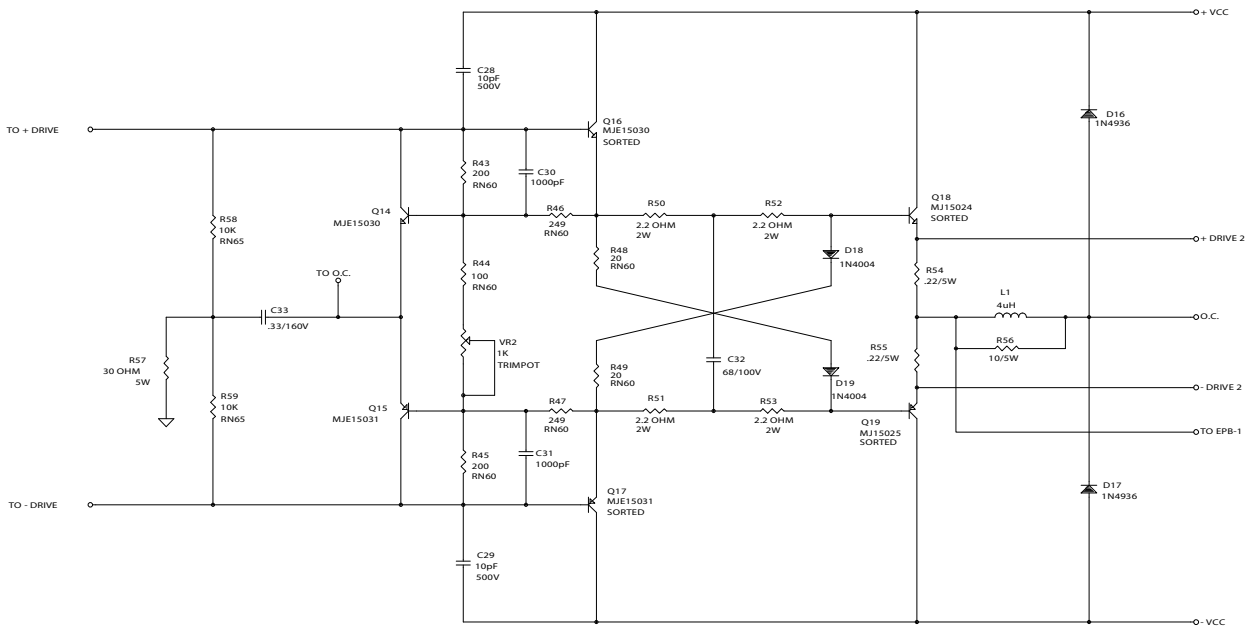 + VCC
C28
10pF
500V
TO + DRIVE
Q16
MJE15030
SORTED
D16
1N4936
R43
200
RN60
C30
1000pF
Q14
MJE15030
R46
249
RN60
R50
2.2 OHM
2W
R52
2.2 OHM
2W
Q18
MJ15024
SORTED
R58
10K
RN65
+ DRIVE 2
R48
20
RN60
D18
1N4004
R44
100
RN60
R54
.22/5W
TO O.C.
L1
4uH
C33
.33/160V
O.C.
VR2
1K
TRIMPOT
R56
10/5W
R57
30 OHM
5W
C32
68/100V
R55
.22/5W
R49
20
RN60
D19
1N4004
- DRIVE 2
R59
10K
RN65
Q15
MJE15031
R47
249
RN60
R51
2.2 OHM
2W
R53
2.2 OHM
2W
Q19
MJ15025
SORTED
TO EPB-1
R45
200
RN60
C31
1000pF
Q17
MJE15031
SORTED
D17
1N4936
TO - DRIVE
C29
10pF
500V
- VCC